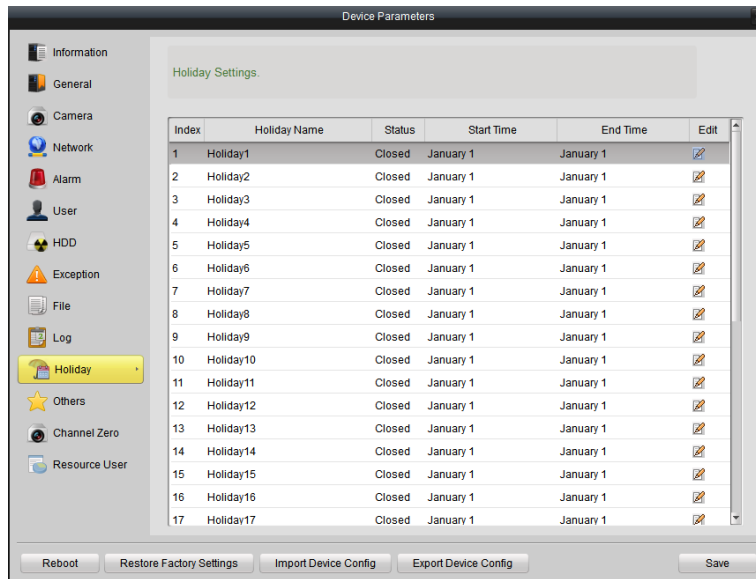 Device Parameters
Information
General
Camera
Network
Alarm
User
HDD
Exception
File
Log
Holiday
Others
Channel Zero
Resource User
Holiday Settings.
Index Holiday Name Status Start Time End Time Edit
1 Holiday1 Closed January 1 January 1
2 Holiday2 Closed January 1 January 1
3 Holiday3 Closed January 1 January 1
4 Holiday4 Closed January 1 January 1
5 Holiday5 Closed January 1 January 1
6 Holiday6 Closed January 1 January 1
7 Holiday7 Closed January 1 January 1
8 Holiday8 Closed January 1 January 1
9 Holiday9 Closed January 1 January 1
10 Holiday10 Closed January 1 January 1
11 Holiday11 Closed January 1 January 1
12 Holiday12 Closed January 1 January 1
13 Holiday13 Closed January 1 January 1
14 Holiday14 Closed January 1 January 1
15 Holiday15 Closed January 1 January 1
16 Holiday16 Closed January 1 January 1
17 Holiday17 Closed January 1 January 1
Reboot Restore Factory Settings Import Device Config Export Device Config Save